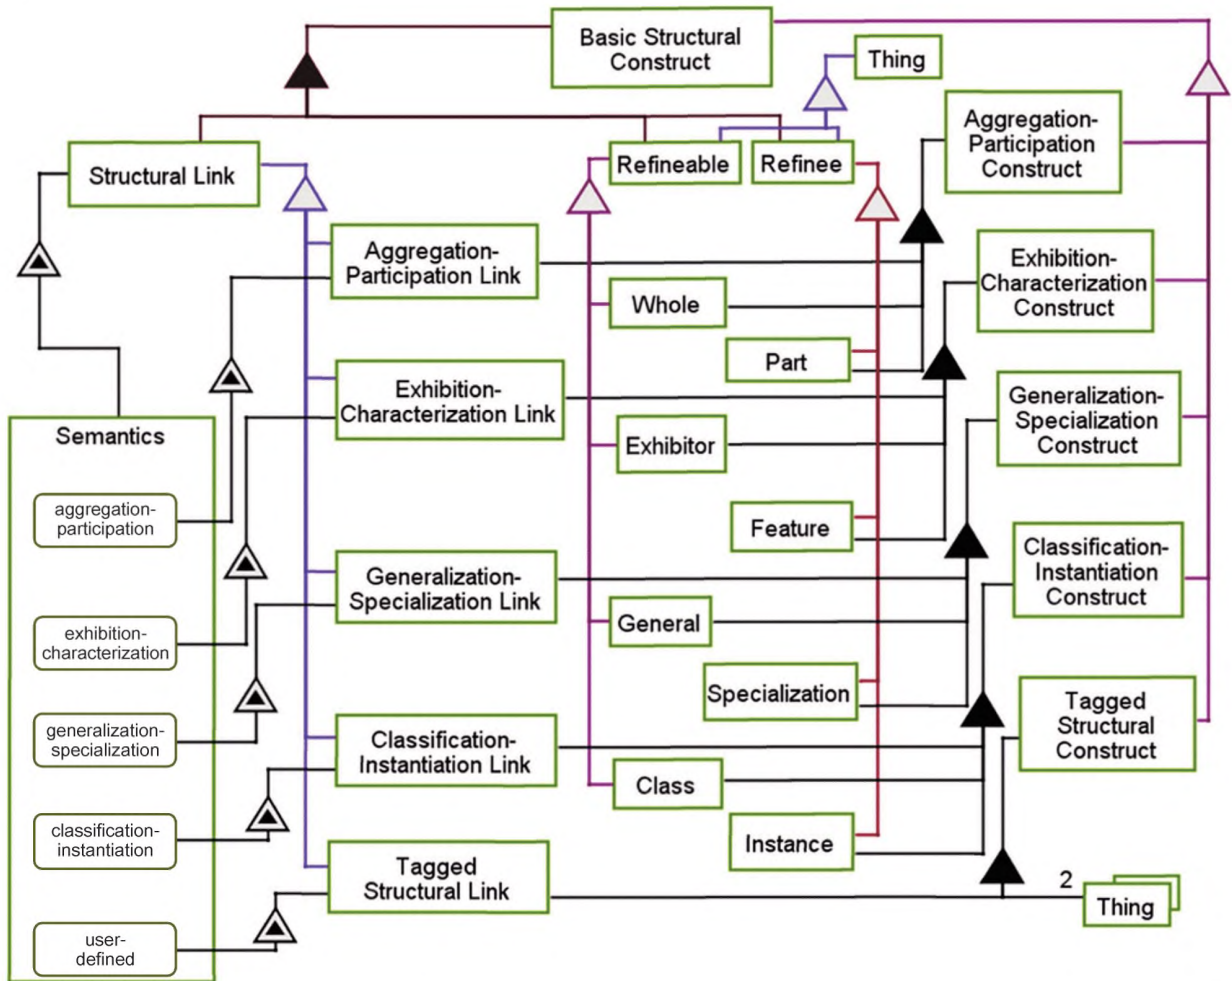 Basic Structural
Construct
Thing
Aggregation-
Participation
Construct
Structural Link
Refineable
Refinee
Aggregation-
Participation Link
Exhibition-
Characterization
Construct
Whole
Part
Exhibition-
Characterization Link
Generalization-
Specialization
Construct
Semantics
Exhibitor
aggregation-
participation
Feature
Classification-
Instantiation
Construct
Generalization-
Specialization Link
General
exhibition-
characterization
Specialization
Tagged
Structural
Construct
generalization-
specialization
Classification-
Instantiation Link
Class
classification-
instantiation
Instance
Tagged
Structural Link
2
Thing
user-
defined